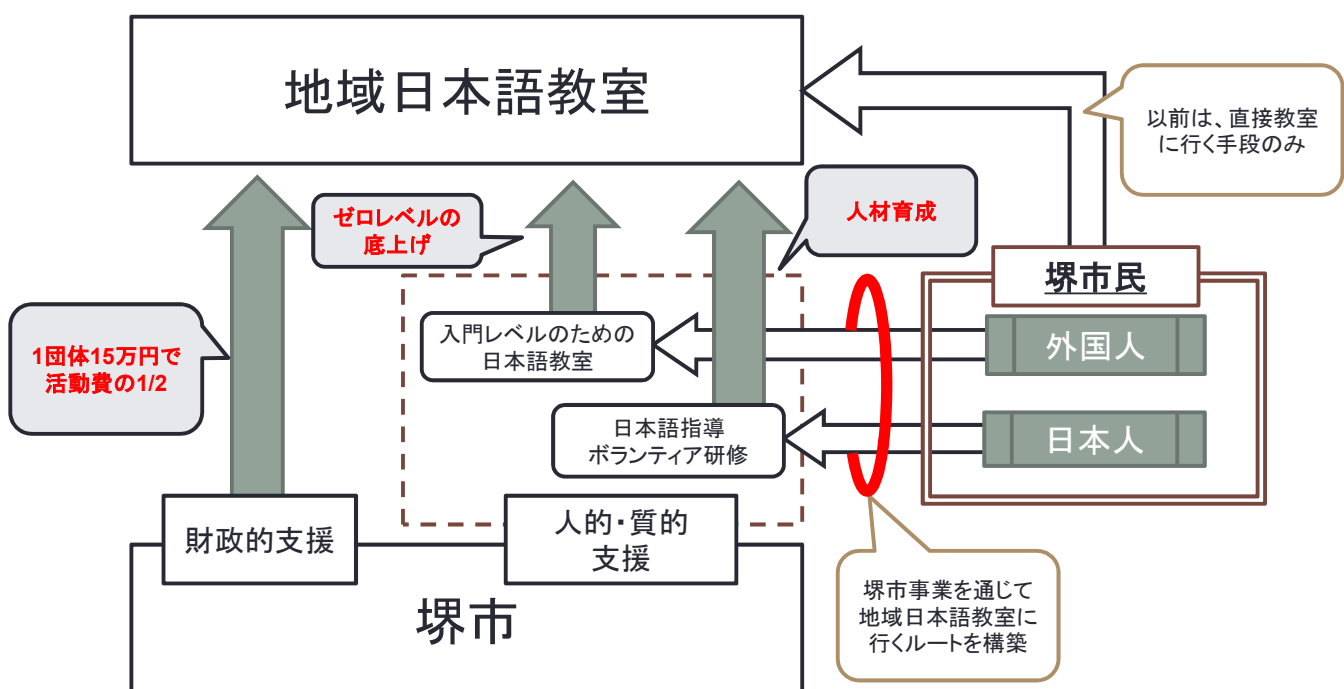 地域日本語教室
以前は、直接教室
に行く手段のみ
ゼロレベルの
底上げ
人材育成
堺市民
1団体15万円で
活動費の1/2
入門レベルのための
日本語教室
外国人
日本語指導
ボランティア研修
日本人
財政的支援
人的・質的
支援
堺市事業を通じて
地域日本語教室に
行くルートを構築
堺市